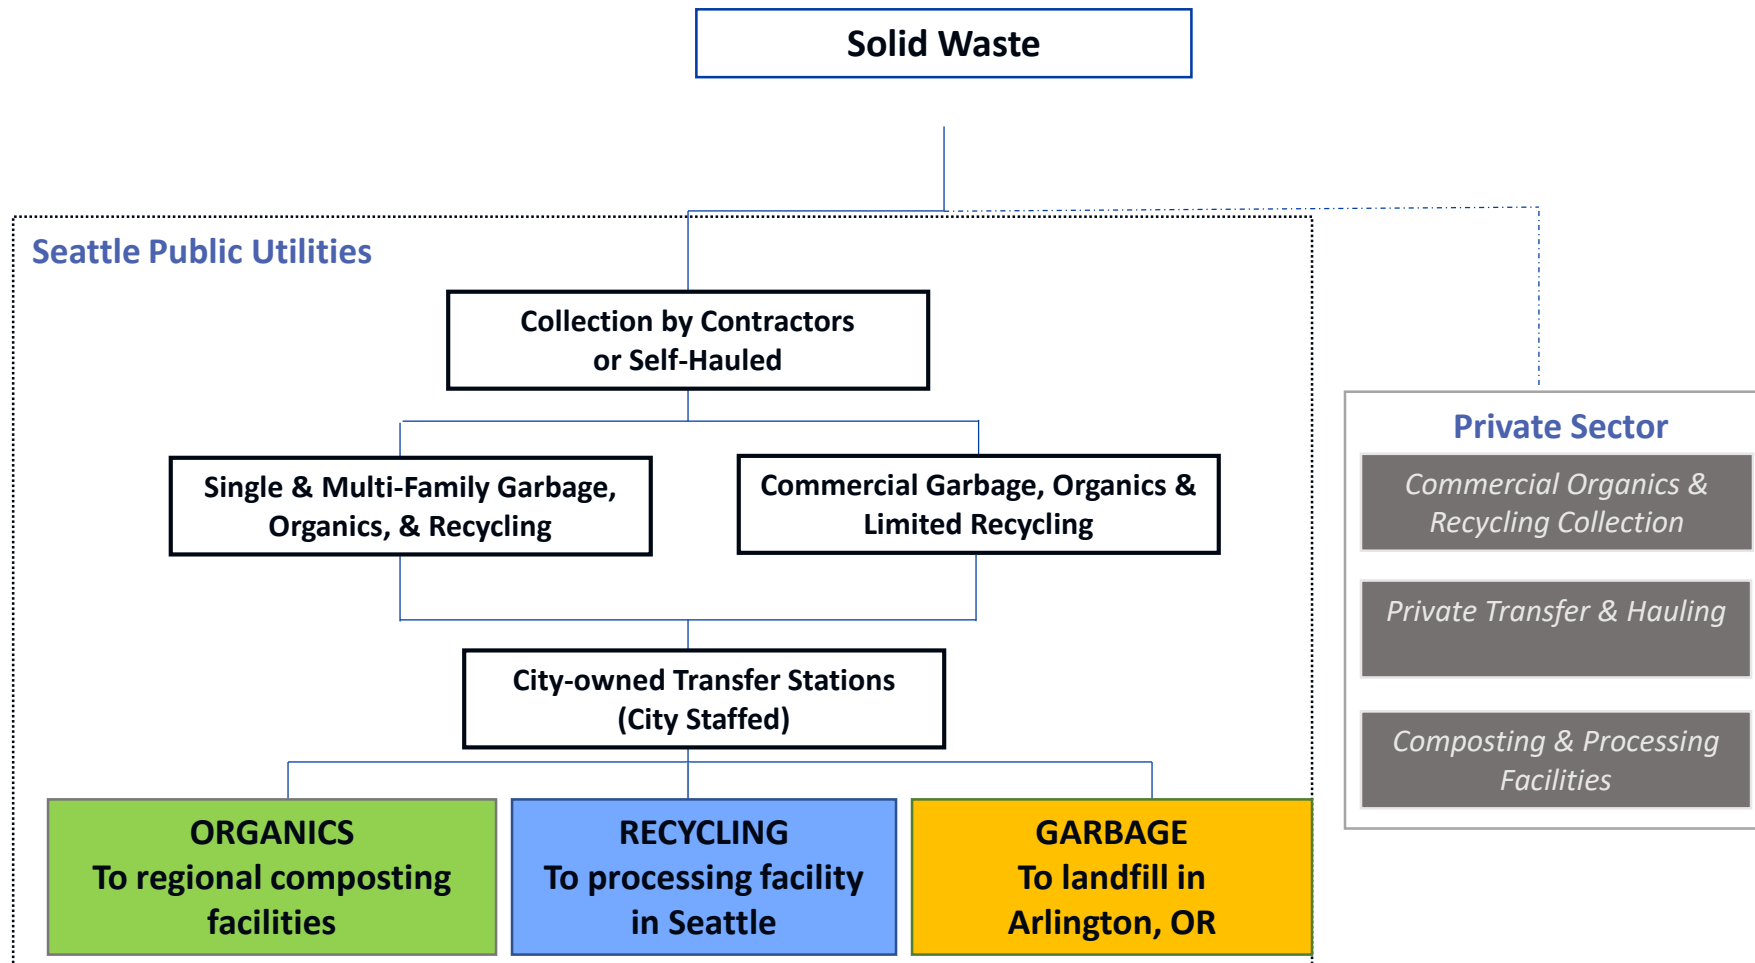 Solid Waste
Seattle Public Utilities
Collection by Contractors
or Self-Hauled
Single & Multi-Family Garbage,
Organics, & Recycling
Commercial Garbage, Organics &
Limited Recycling
City-owned Transfer Stations
(City Staffed)
ORGANICS
To regional composting
facilities
RECYCLING
To processing facility
in Seattle
GARBAGE
To landfill in
Arlington, OR
Private Sector
Commercial Organics &
Recycling Collection
Private Transfer & Hauling
Composting & Processing
Facilities